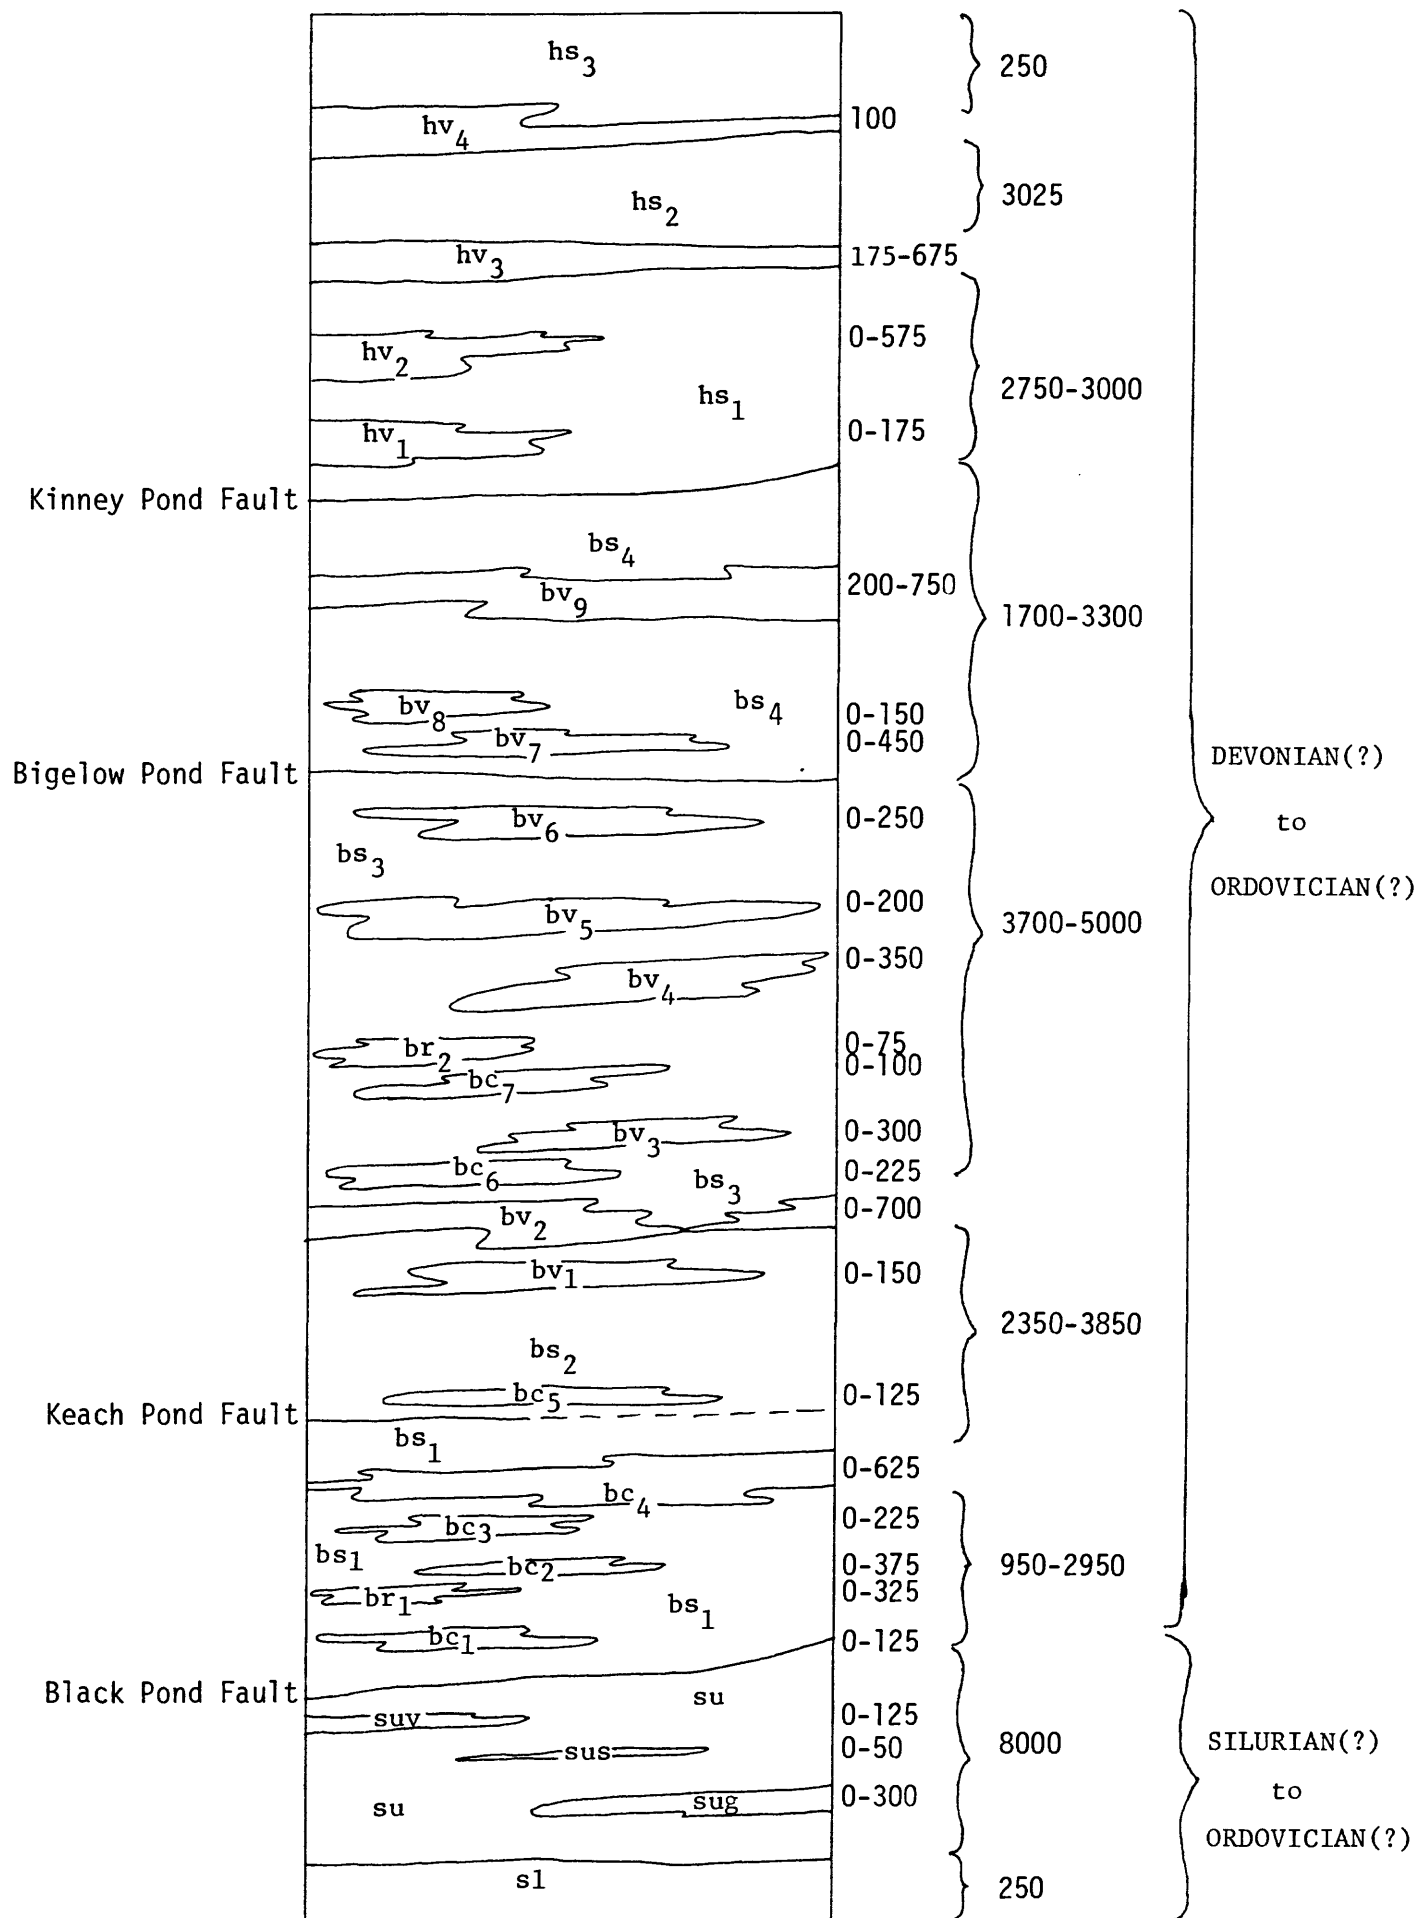 hs3
250
hv4
100
hs2
3025
hv3
175-675
hv2
0-575
hs1
2750-3000
hv1
0-175
Kinney Pond Fault
bs4
bv9
200-750
1700-3300
bv8
bs4
0-150
bv7
0-450
Bigelow Pond Fault
DEVONIAN(?)
to
ORDOVICIAN(?)
bv6
0-250
bs3
bv5
0-200
3700-5000
bv4
0-350
br2
0-75
bc7
0-100
bv3
0-300
bc6
0-225
bs3
bv2
0-700
bv1
0-150
2350-3850
bs2
bc5
0-125
Keach Pond Fault
bs1
0-625
bc4
bc3
0-225
bs1
bc2
0-375
950-2950
br1
0-325
bs1
bc1
0-125
Black Pond Fault
su
suv
0-125
sus
0-50
8000
SILURIAN(?)
to
ORDOVICIAN(?)
su
sug
0-300
sl
250